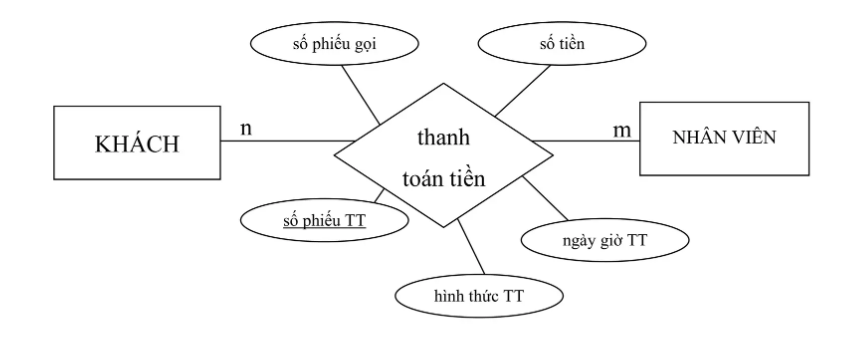 số phiếu gọi
số tiền
KHÁCH
n
thanh
toán tiền
m
NHÂN VIÊN
số phiếu TT
ngày giờ TT
hình thức TT